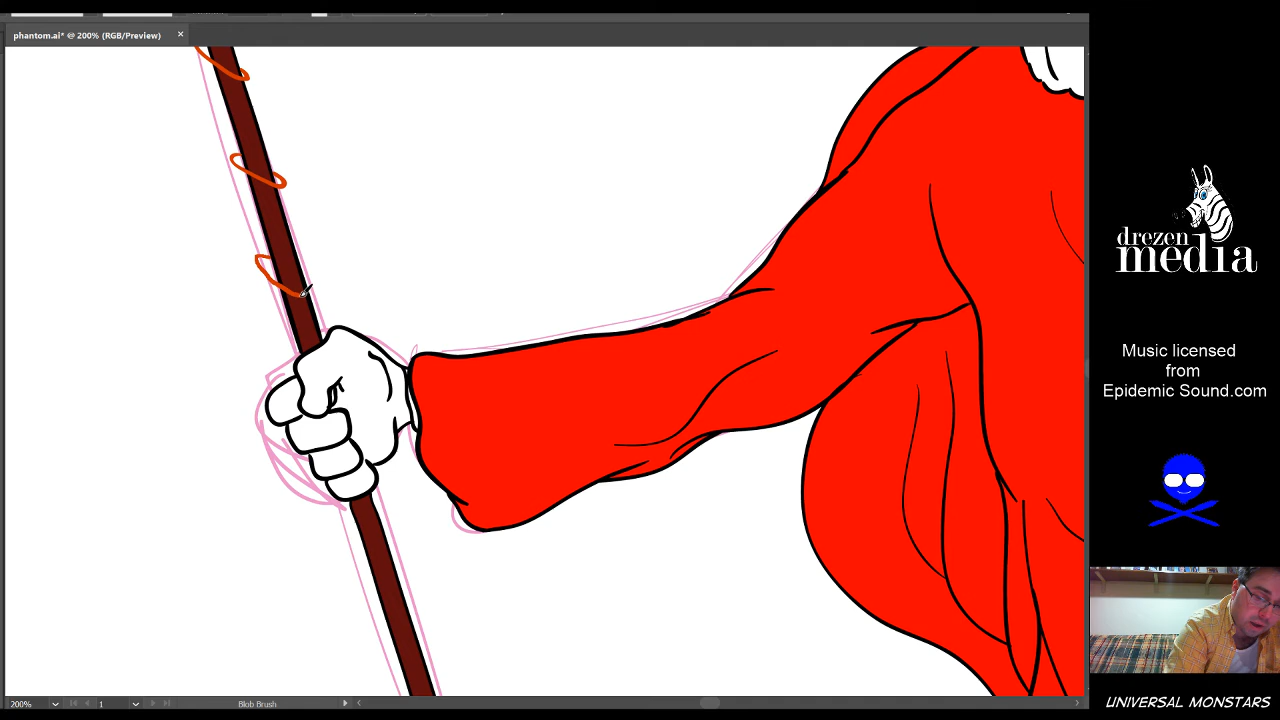 phantom.ai* @ 200% (RGB/Preview)
×
drezen
media
Music licensed
from
Epidemic Sound.com
200%
1
Blob Brush
UNIVERSAL MONSTARS